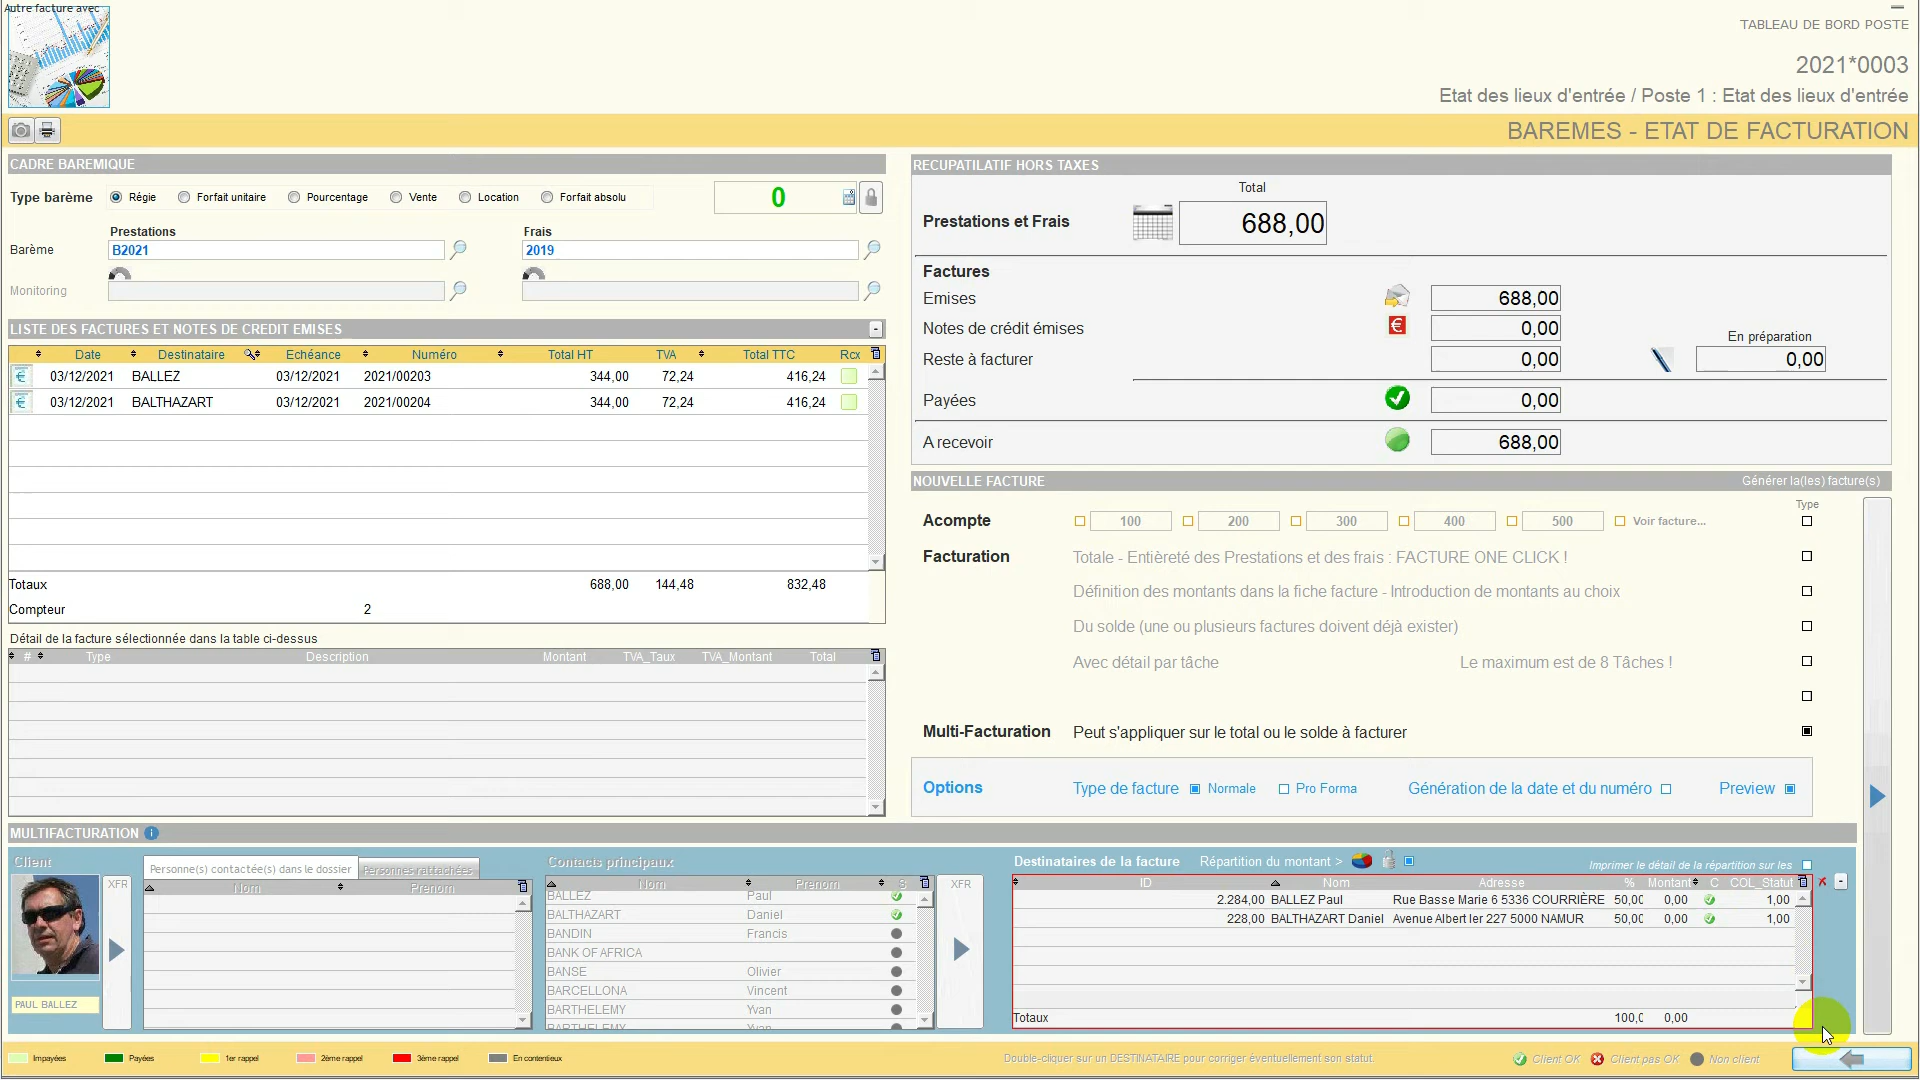 Autre facture avec
TABLEAU DE BORD POSTE
2021*0003
Etat des lieux d'entrée / Poste 1 : Etat des lieux d'entrée
BAREMES - ETAT DE FACTURATION
CADRE BAREMIQUE
Type barème Régie Forfait unitaire Pourcentage Vente Location Forfait absolu 0
Prestations Frais
Barème B2021 2019
Monitoring
LISTE DES FACTURES ET NOTES DE CREDIT EMISES -
Date Destinataire Echéance Numéro Total HT TVA Total TTC Rcx
03/12/2021 BALLEZ 03/12/2021 2021/00203 344,00 72,24 416,24
03/12/2021 BALTHAZART 03/12/2021 2021/00204 344,00 72,24 416,24
Totaux 688,00 144,48 832,48
Compteur 2
Détail de la facture sélectionnée dans la table ci-dessus
# Type Description Montant TVA_Taux TVA_Montant Total
RECUPATILATIF HORS TAXES
Total
Prestations et Frais 688,00
Factures
Emises 688,00
Notes de crédit émises € 0,00
En préparation
Reste à facturer 0,00 0,00
Payées 0,00
A recevoir 688,00
NOUVELLE FACTURE Générer la(les) facture(s)
Type
Acompte 100 200 300 400 500 Voir facture...
Facturation Totale - Entièreté des Prestations et des frais : FACTURE ONE CLICK !
Définition des montants dans la fiche facture - Introduction de montants au choix
Du solde (une ou plusieurs factures doivent déjà exister)
Avec détail par tâche Le maximum est de 8 Tâches !
Multi-Facturation Peut s'appliquer sur le total ou le solde à facturer
Options Type de facture Normale Pro Forma Génération de la date et du numéro Preview
MULTIFACTURATION i
Client
XFR
PAUL BALLEZ
Personne(s) contactée(s) dans le dossier Personnes rattachées
Nom Prenom
Contacts principaux
Nom Prenom S XFR
BALLEZ Paul
BALTHAZART Daniel
BANDIN Francis
BANK OF AFRICA
BANSE Olivier
BARCELLONA Vincent
BARTHELEMY Yvan
BARTHELEMY Yvan
Destinataires de la facture Répartition du montant > Imprimer le détail de la répartition sur les
ID Nom Adresse % Montant C COL_Statut
2.284,00 BALLEZ Paul Rue Basse Marie 6 5336 COURRIÈRE 50,00 0,00 1,00
228,00 BALTHAZART Daniel Avenue Albert Ier 227 5000 NAMUR 50,00 0,00 1,00
Totaux 100,0 0,00
Impayées Payées 1er rappel 2ème rappel 3ème rappel En contentieux
Double-cliquer sur un DESTINATAIRE pour corriger éventuellement son statut.
Client OK Client pas OK Non client